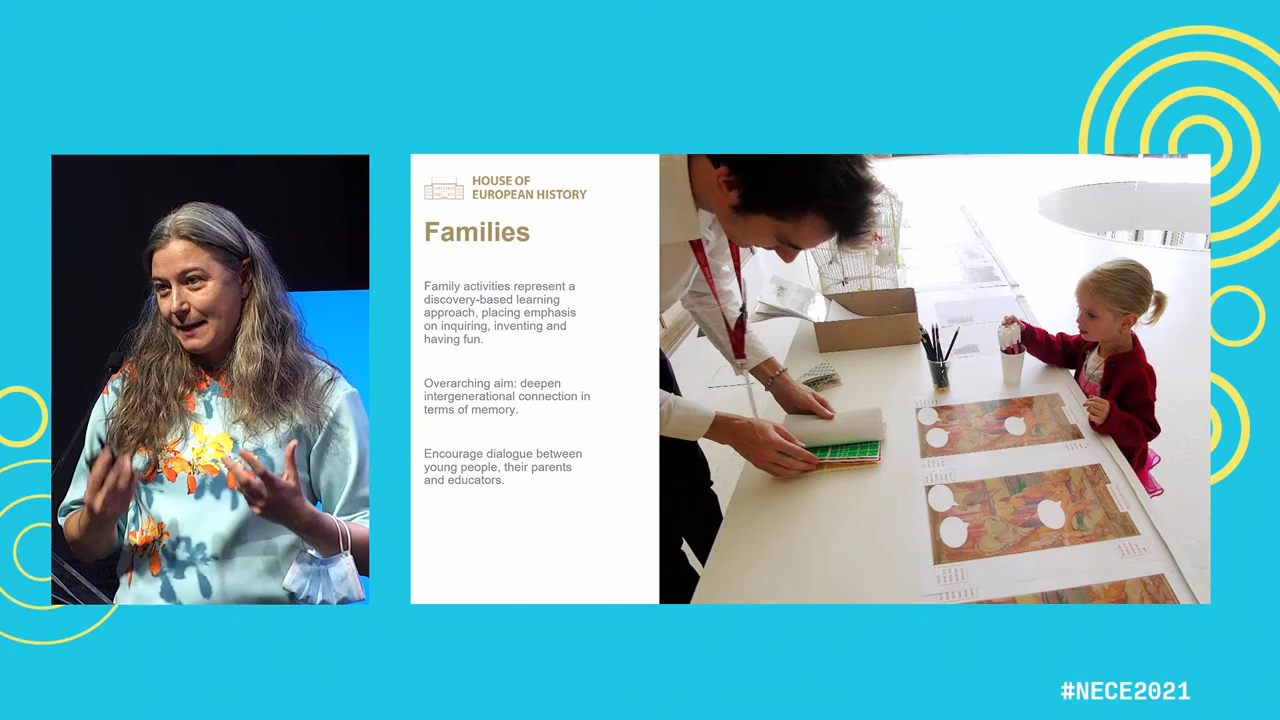 HOUSE OF
EUROPEAN HISTORY
Families
Family activities represent a
discovery-based learning
approach, placing emphasis
on inquiring, inventing and
having fun.
Overarching aim: deepen
intergenerational connection in
terms of memory.
Encourage dialogue between
young people, their parents
and educators.
#NECE2021